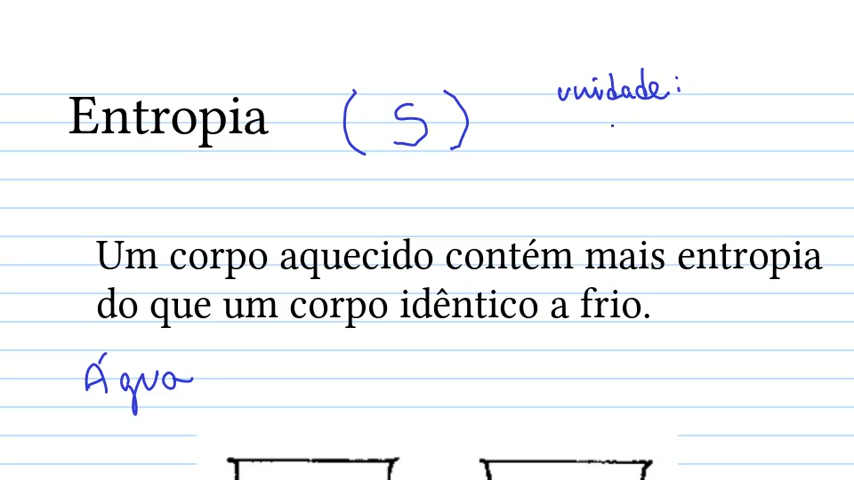 Entropia (S) unidade:
Um corpo aquecido contém mais entropia
do que um corpo idêntico a frio.
Água